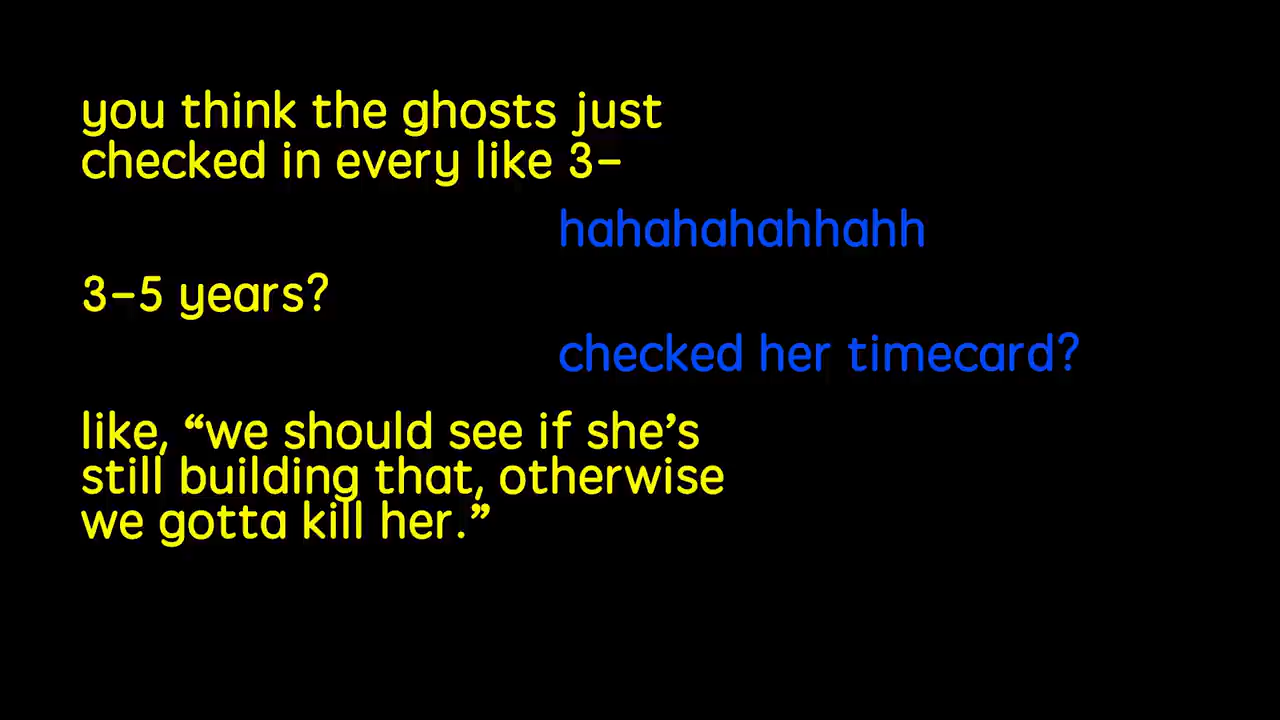 you think the ghosts just
checked in every like 3-
hahahahahhahh
3-5 years?
checked her timecard?
like, “we should see if she’s
still building that, otherwise
we gotta kill her.”